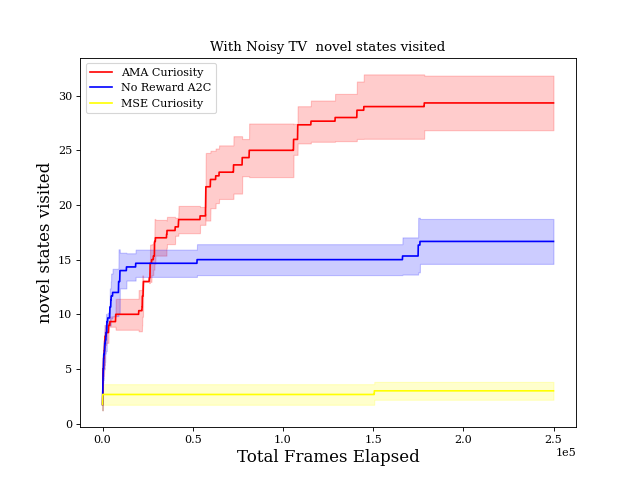 With Noisy TV  novel states visited
AMA Curiosity
No Reward A2C
MSE Curiosity
novel states visited
30
25
20
15
10
5
0
0.0 0.5 1.0 1.5 2.0 2.5
1e5
Total Frames Elapsed